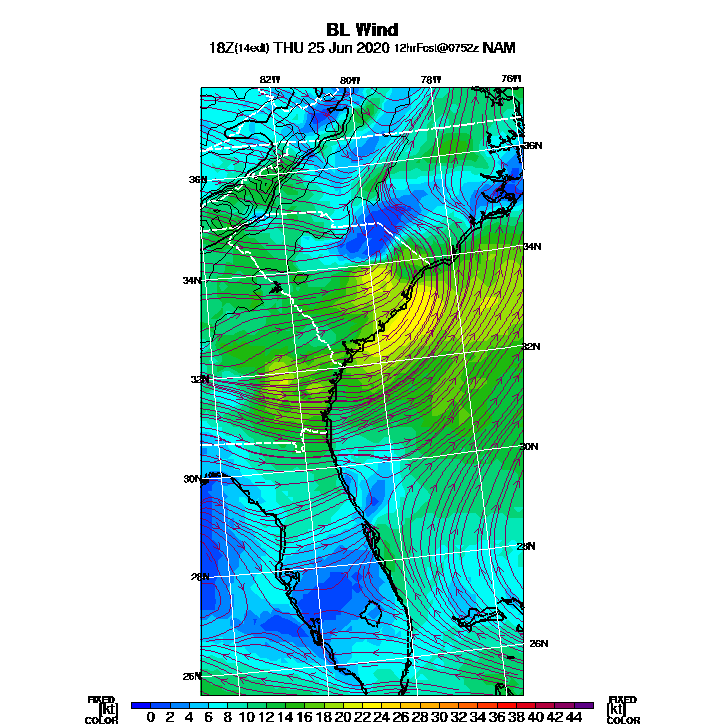 BL Wind
18Z(14edt) THU 25 Jun 2020 12hrFcst@0752z NAM
82W 80W 78W 76W
36N
36N
34N
34N
32N
32N
30N
30N
28N
28N
26N
26N
FIXED FIXED
[kt] 0 2 4 6 8 10 12 14 16 18 20 22 24 26 28 30 32 34 36 38 40 42 44 [kt]
COLOR COLOR